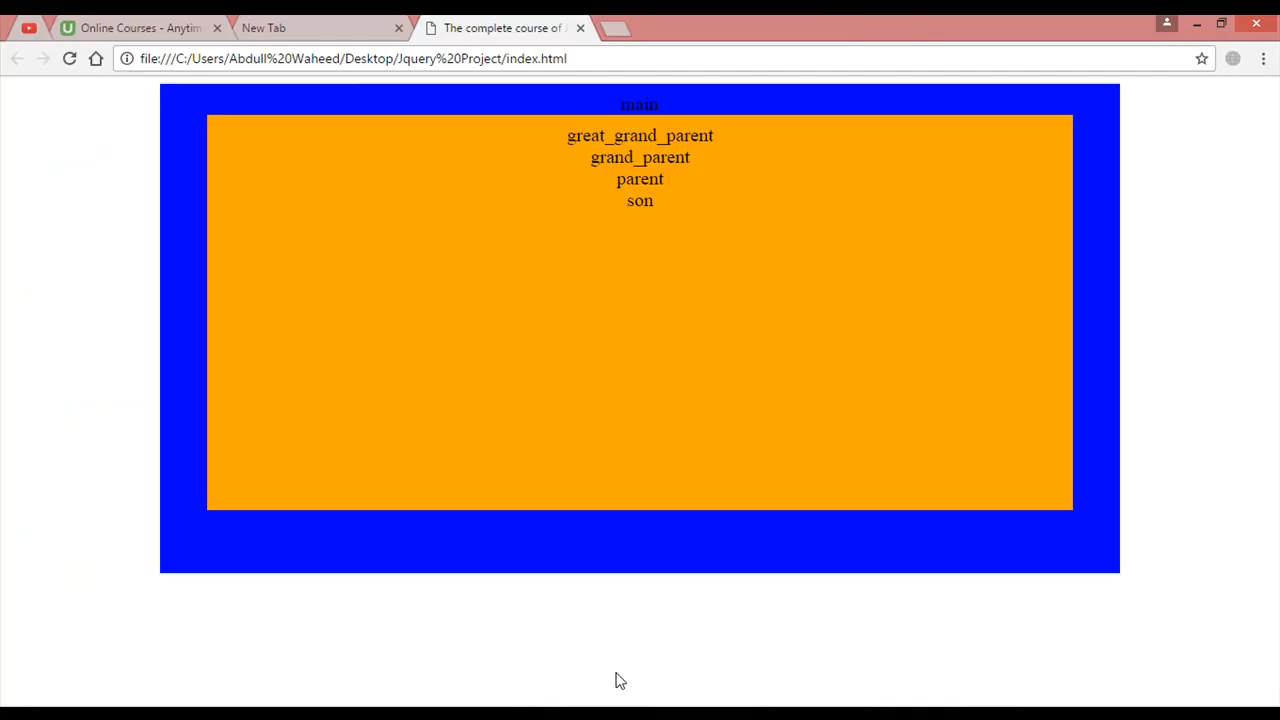 Online Courses - Anytim
New Tab
The complete course of J
file:///C:/Users/Abdull%20Waheed/Desktop/Jquery%20Project/index.html
main
great_grand_parent
grand_parent
parent
son